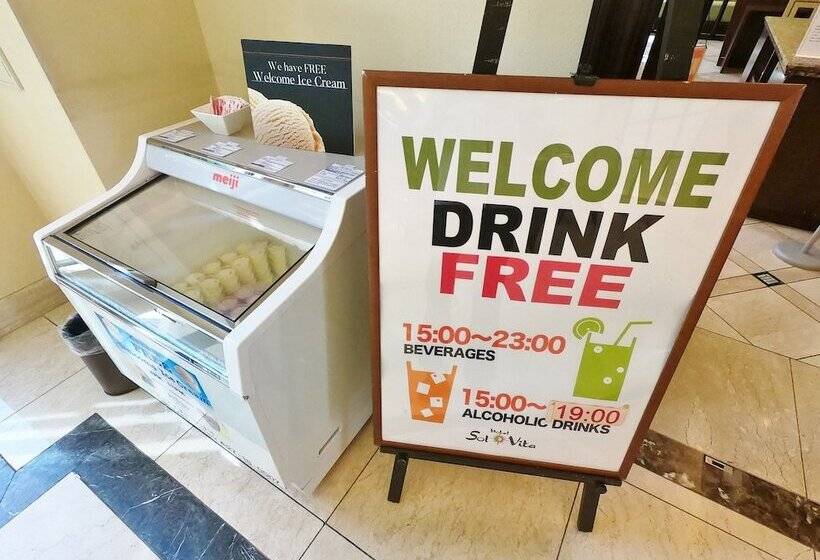 We have FREE
Welcome Ice Cream
meiji
WELCOME
DRINK
FREE
15:00～23:00
BEVERAGES
15:00～19:00
ALCOHOLIC DRINKS
Hotel
Sol Vita